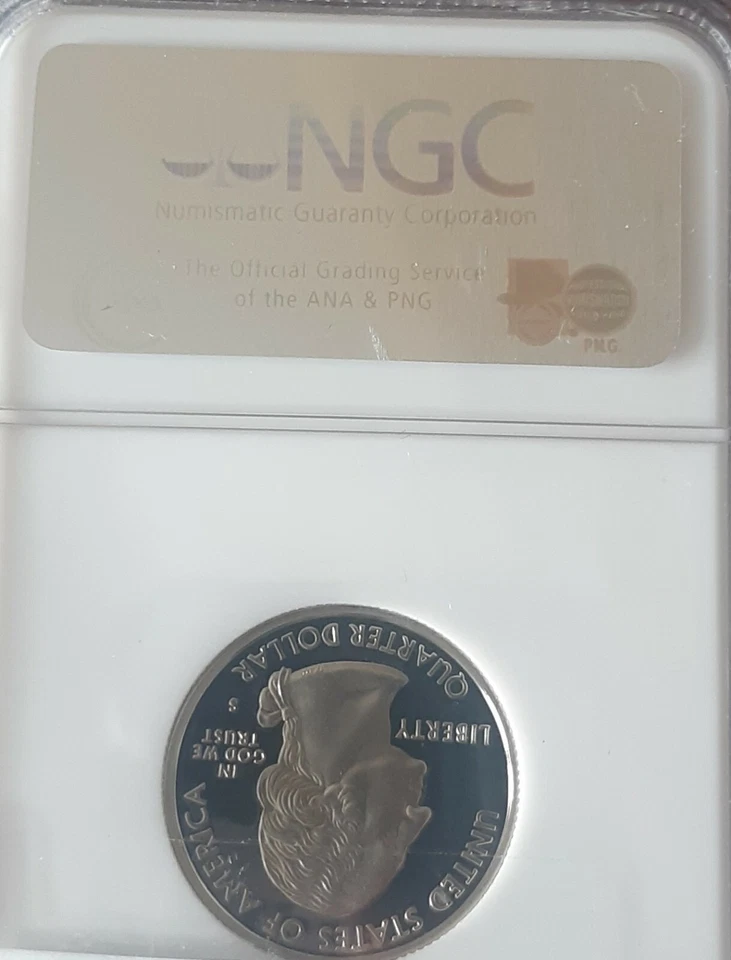 NGC
Numismatic Guaranty Corporation
The Official Grading Service
of the ANA & PNG
PNG
UNITED STATES OF AMERICA
LIBERTY
IN
GOD WE
TRUST
S
QUARTER DOLLAR